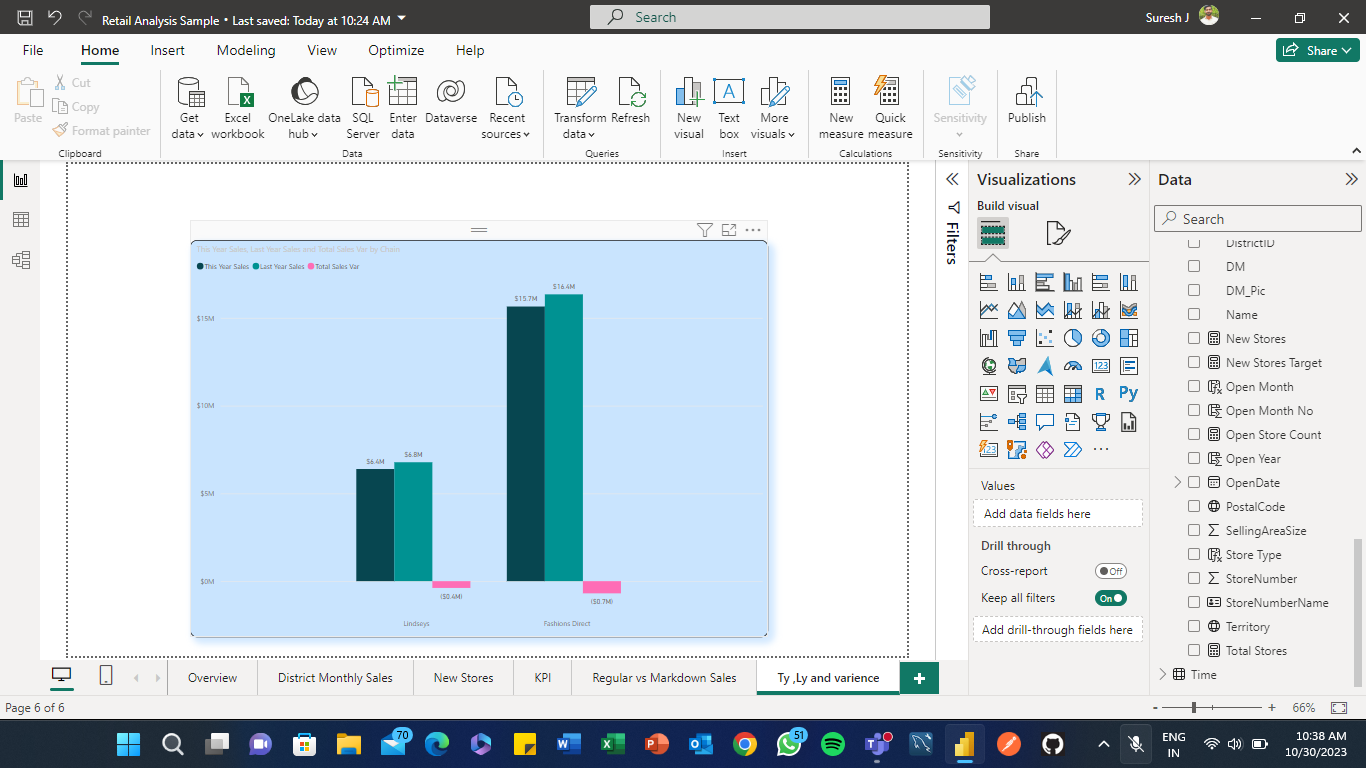 Retail Analysis Sample • Last saved: Today at 10:24 AM
Search
Suresh J
File Home Insert Modeling View Optimize Help
Share
Paste
Cut
Copy
Format painter
Clipboard
Get data
Excel workbook
OneLake data hub
SQL Server
Enter data
Dataverse
Recent sources
Data
Transform data
Refresh
Queries
New visual
Text box
More visuals
Insert
New measure
Quick measure
Calculations
Sensitivity
Sensitivity
Publish
Share
This Year Sales, Last Year Sales and Total Sales Var by Chain
This Year Sales Last Year Sales Total Sales Var
$15M
$10M
$5M
$0M
$6.4M
$6.8M
($0.4M)
$15.7M
$16.4M
($0.7M)
Lindseys
Fashions Direct
Filters
Visualizations
Build visual
123
R
Py
123
Values
Add data fields here
Drill through
Cross-report
Off
Keep all filters
On
Add drill-through fields here
Data
Search
DistrictID
DM
DM_Pic
Name
New Stores
New Stores Target
Open Month
Open Month No
Open Store Count
Open Year
OpenDate
PostalCode
SellingAreaSize
Store Type
StoreNumber
StoreNumberName
Territory
Total Stores
Time
Overview
District Monthly Sales
New Stores
KPI
Regular vs Markdown Sales
Ty ,Ly and varience
Page 6 of 6
- + 66%
70
51
ENG
IN
10:38 AM
10/30/2023